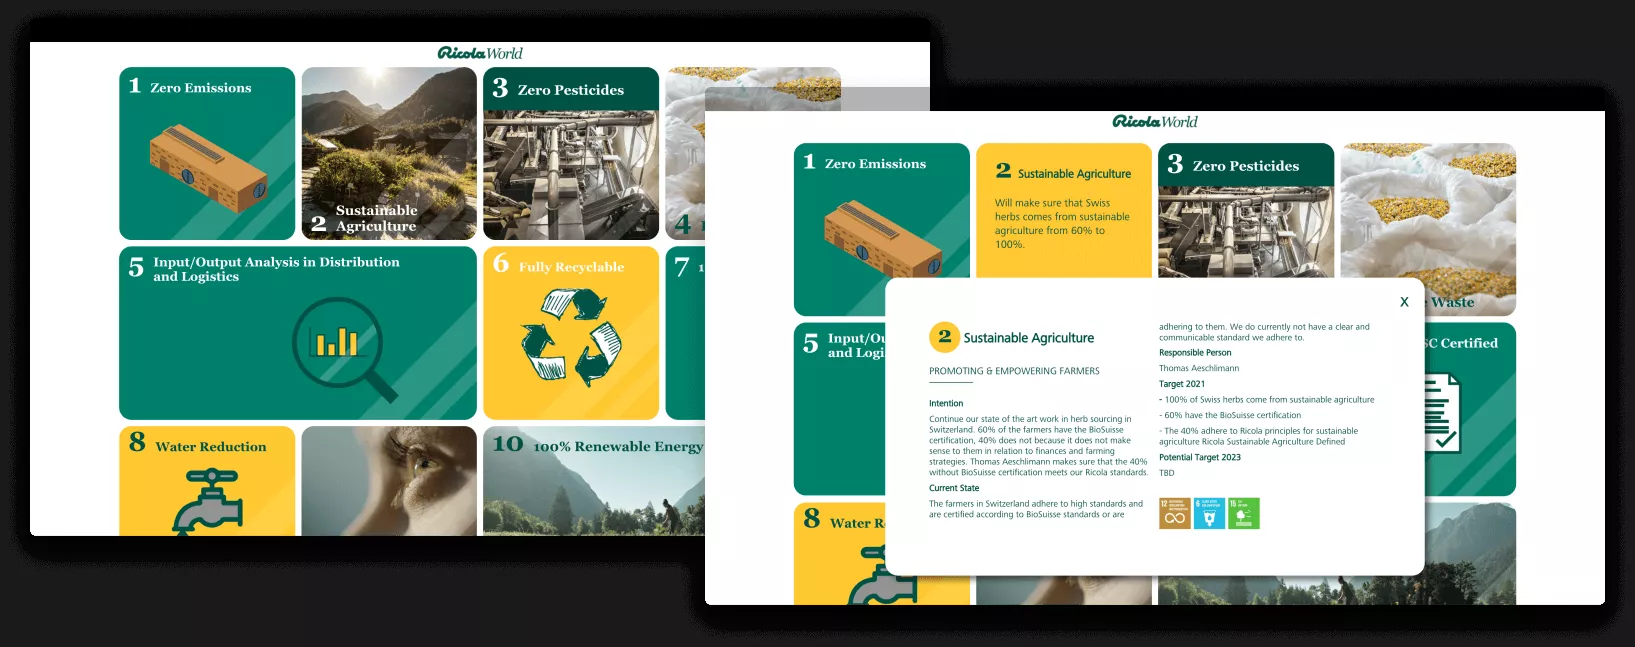 Ricola World
1 Zero Emissions
2 Sustainable
Agriculture
3 Zero Pesticides
4
5 Input/Output Analysis in Distribution
and Logistics
6 Fully Recyclable
7 1
8 Water Reduction
10 100% Renewable Energy
Ricola World
1 Zero Emissions
2 Sustainable Agriculture
Will make sure that Swiss
herbs comes from sustainable
agriculture from 60% to
100%.
3 Zero Pesticides
Waste
5 Input/Ou
and Logi
SC Certified
8 Water R
X
2 Sustainable Agriculture
PROMOTING & EMPOWERING FARMERS
Intention
Continue our state of the art work in herb sourcing in
Switzerland. 60% of the farmers have the BioSuisse
certification, 40% does not because it does not make
sense to them in relation to finances and farming
strategies. Thomas Aeschlimann makes sure that the 40%
without BioSuisse certification meets our Ricola standards.
Current State
The farmers in Switzerland adhere to high standards and
are certified according to BioSuisse standards or are
adhering to them. We do currently not have a clear and
communicable standard we adhere to.
Responsible Person
Thomas Aeschlimann
Target 2021
- 100% of Swiss herbs come from sustainable agriculture
- 60% have the BioSuisse certification
- The 40% adhere to Ricola principles for sustainable
agriculture Ricola Sustainable Agriculture Defined
Potential Target 2023
TBD
12
6
15